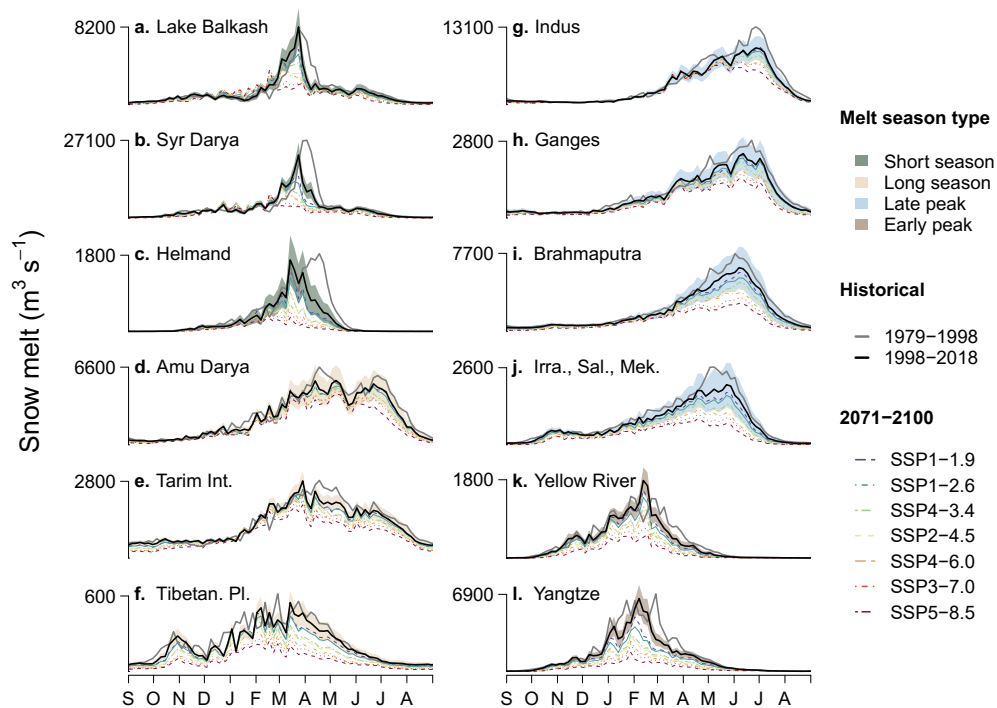 Snow melt (m³ s⁻¹)
8200
a. Lake Balkash
27100
b. Syr Darya
1800
c. Helmand
6600
d. Amu Darya
2800
e. Tarim Int.
600
f. Tibetan. Pl.
S O N D J F M A M J J A
13100
g. Indus
2800
h. Ganges
7700
i. Brahmaputra
2600
j. Irra., Sal., Mek.
1800
k. Yellow River
6900
l. Yangtze
S O N D J F M A M J J A
Melt season type
Short season
Long season
Late peak
Early peak
Historical
1979−1998
1998−2018
2071−2100
SSP1−1.9
SSP1−2.6
SSP4−3.4
SSP2−4.5
SSP4−6.0
SSP3−7.0
SSP5−8.5